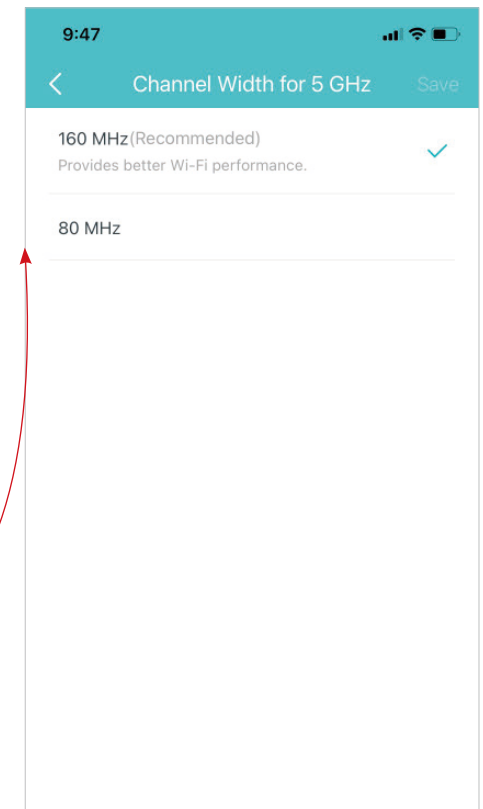 9:47
Channel Width for 5 GHz Save
160 MHz(Recommended)
Provides better Wi-Fi performance.
80 MHz